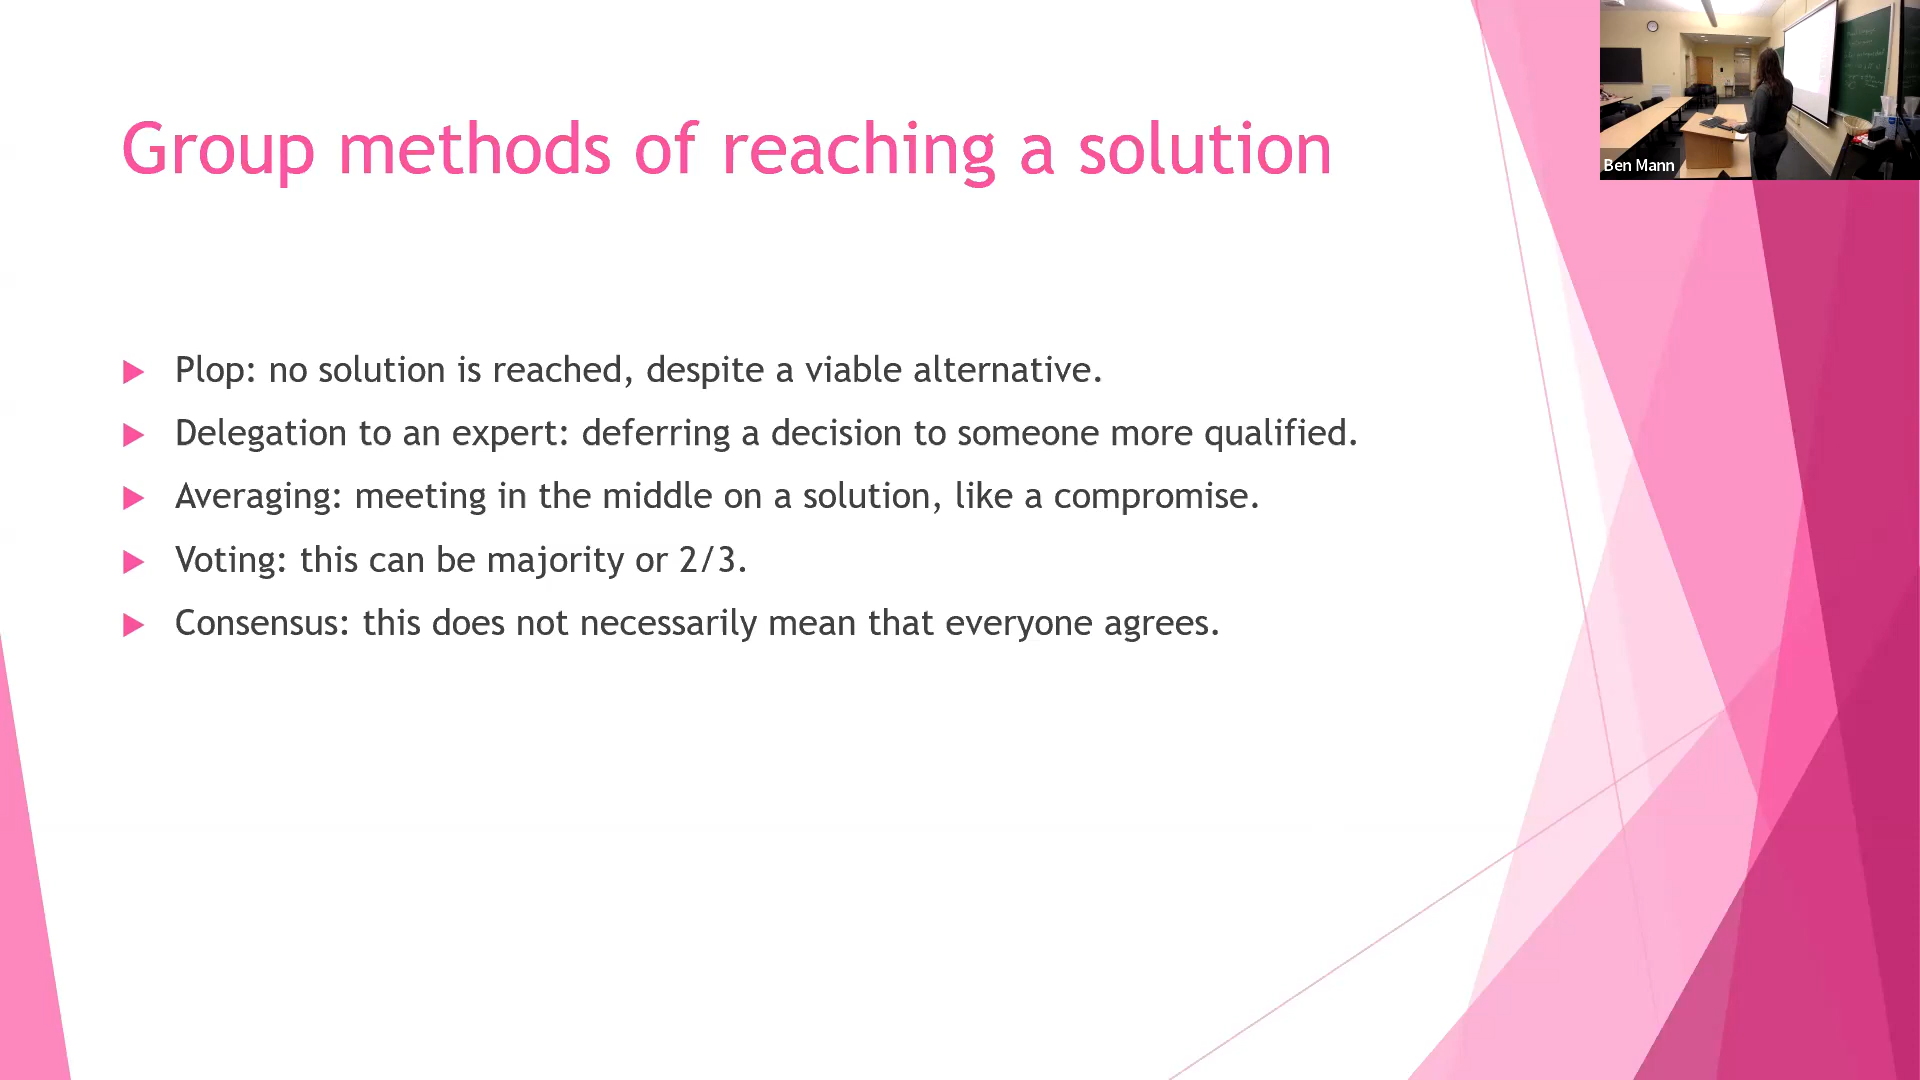 Group methods of reaching a solution
Ben Mann
Plop: no solution is reached, despite a viable alternative.
Delegation to an expert: deferring a decision to someone more qualified.
Averaging: meeting in the middle on a solution, like a compromise.
Voting: this can be majority or 2/3.
Consensus: this does not necessarily mean that everyone agrees.